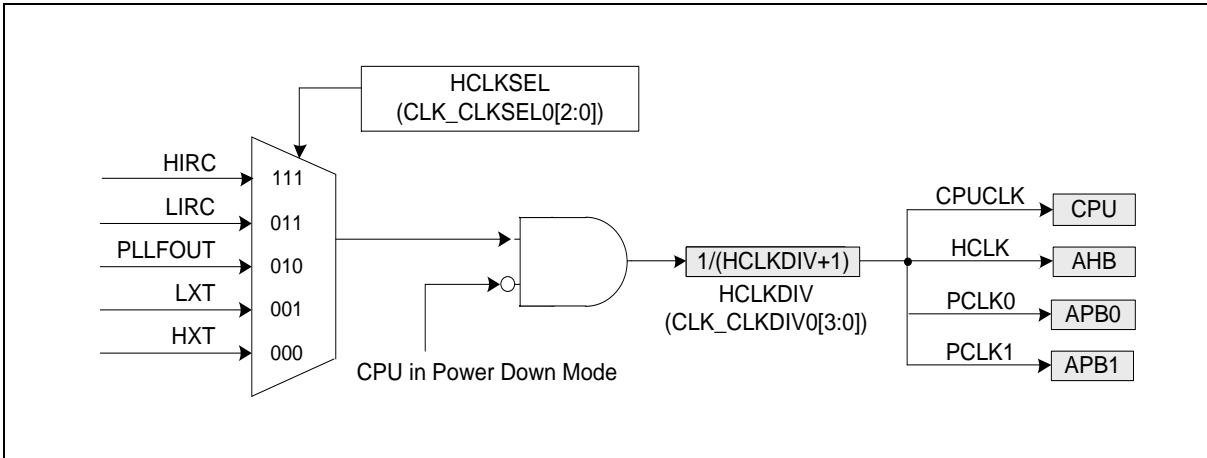 HCLKSEL
(CLK_CLKSEL0[2:0])
HIRC
111
LIRC
011
PLLFOUT
010
LXT
001
HXT
000
CPU in Power Down Mode
1/(HCLKDIV+1)
HCLKDIV
(CLK_CLKDIV0[3:0])
CPUCLK
CPU
HCLK
AHB
PCLK0
APB0
PCLK1
APB1